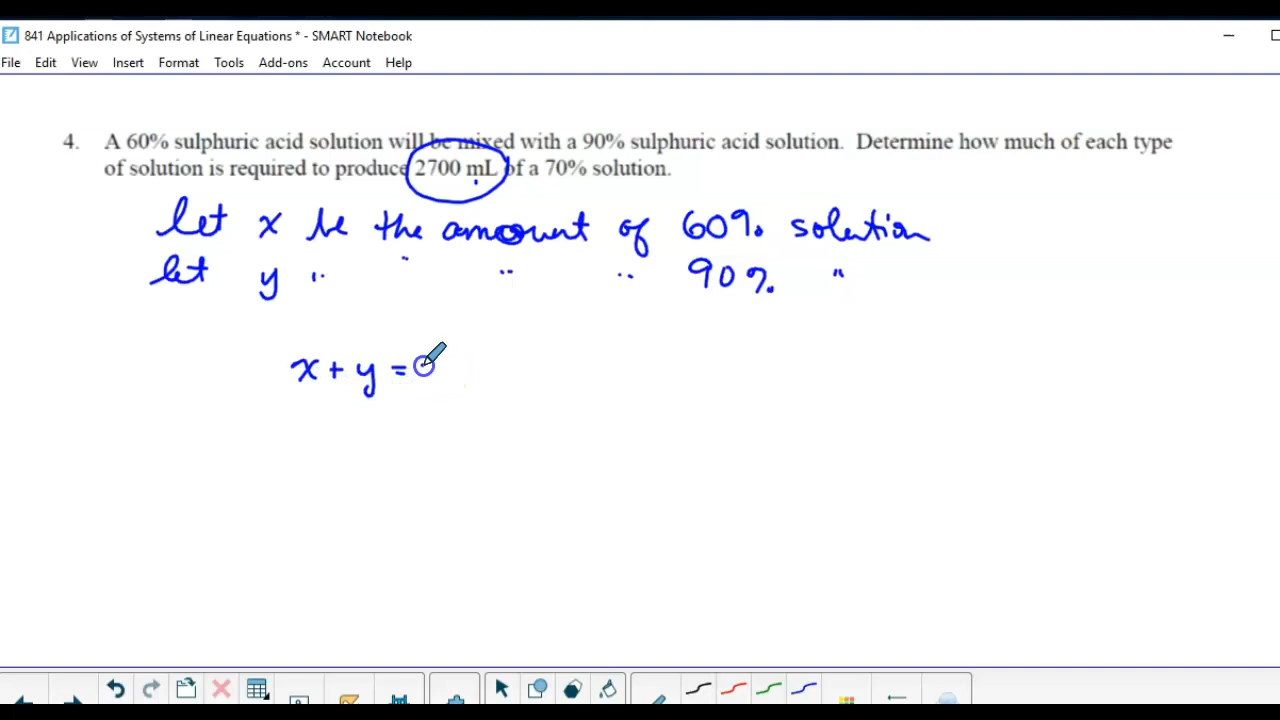 841 Applications of Systems of Linear Equations * - SMART Notebook
File Edit View Insert Format Tools Add-ons Account Help
4. A 60% sulphuric acid solution will be mixed with a 90% sulphuric acid solution. Determine how much of each type
of solution is required to produce 2700 mL of a 70% solution.
let x be the amount of 60% solution
let y " " " " 90% "
x + y =